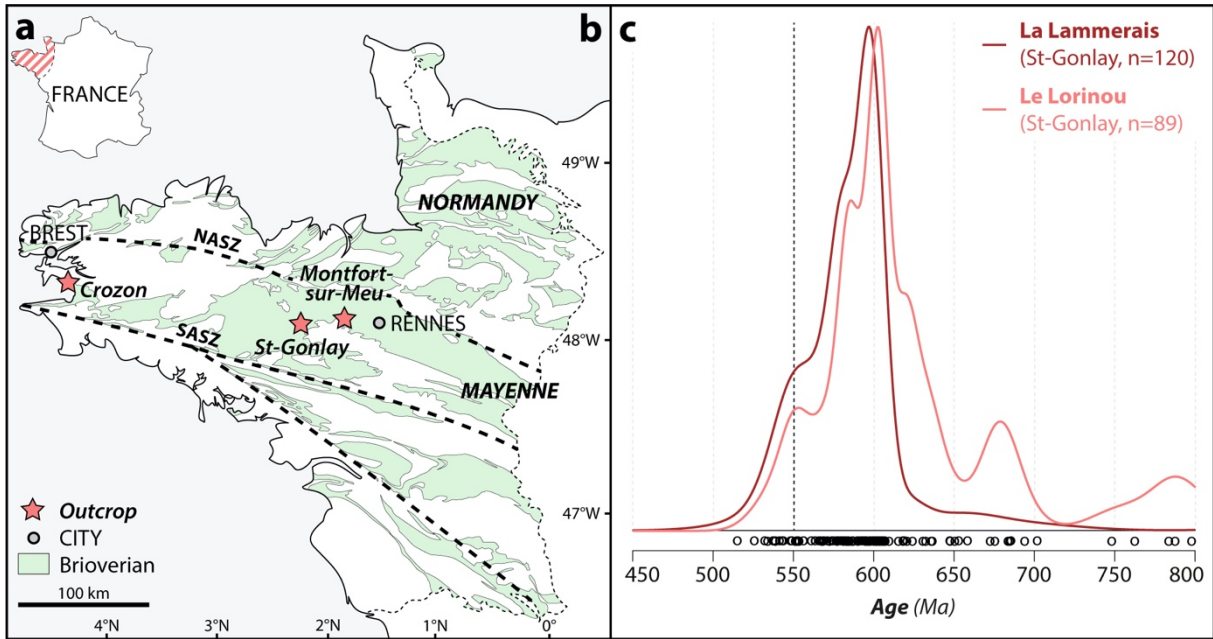 a
FRANCE
b
49°W
NORMANDY
BREST
NASZ
Montfort-
sur-Meu
Crozon
RENNES
48°W
SASZ
St-Gonlay
MAYENNE
47°W
Outcrop
CITY
Brioverian
100 km
4°N
3°N
2°N
1°N
0°
c
La Lammerais
(St-Gonlay, n=120)
Le Lorinou
(St-Gonlay, n=89)
450 500 550 600 650 700 750 800
Age (Ma)